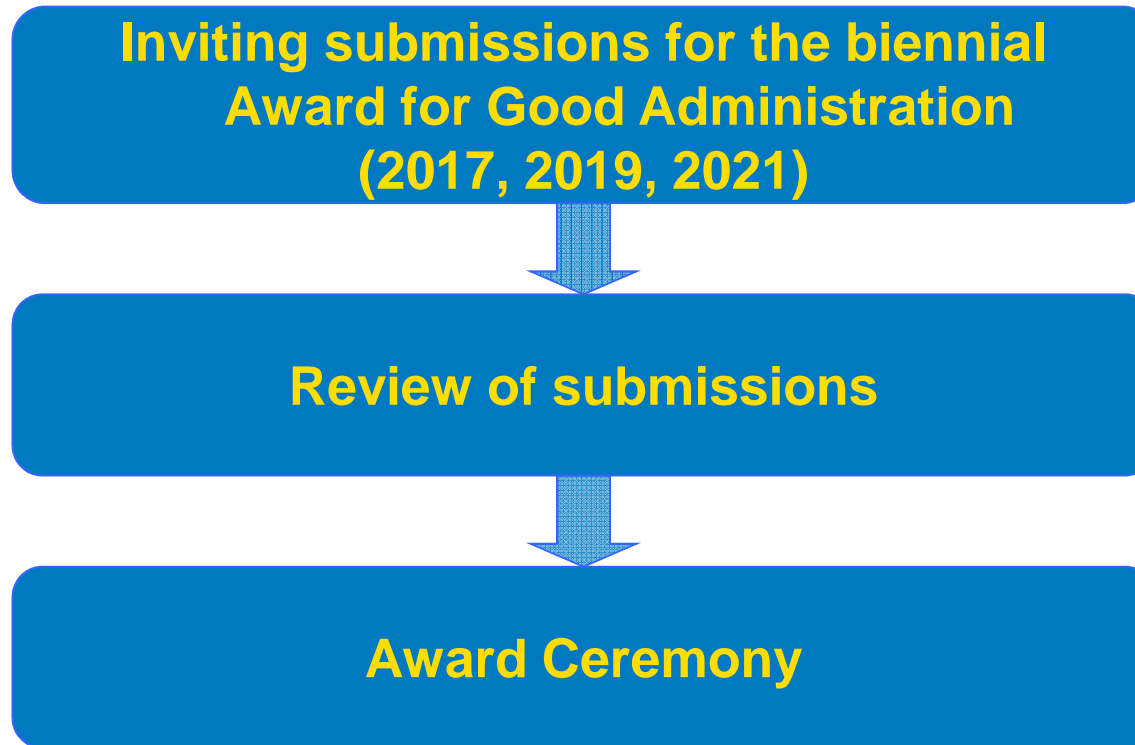 Inviting submissions for the biennial
Award for Good Administration
(2017, 2019, 2021)
Review of submissions
Award Ceremony